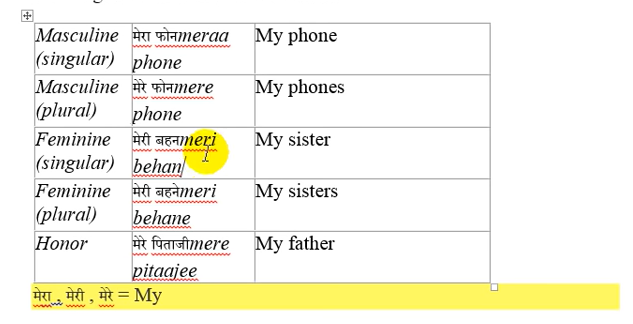 Masculine मेरा फोनmeraa My phone
(singular) phone
Masculine मेरे फोनmere My phones
(plural) phone
Feminine मेरी बहनmeri My sister
(singular) behan
Feminine मेरी बहनेmeri My sisters
(plural) behane
Honor मेरे पिताजीmere My father
pitaajee
मेरा , मेरी , मेरे = My